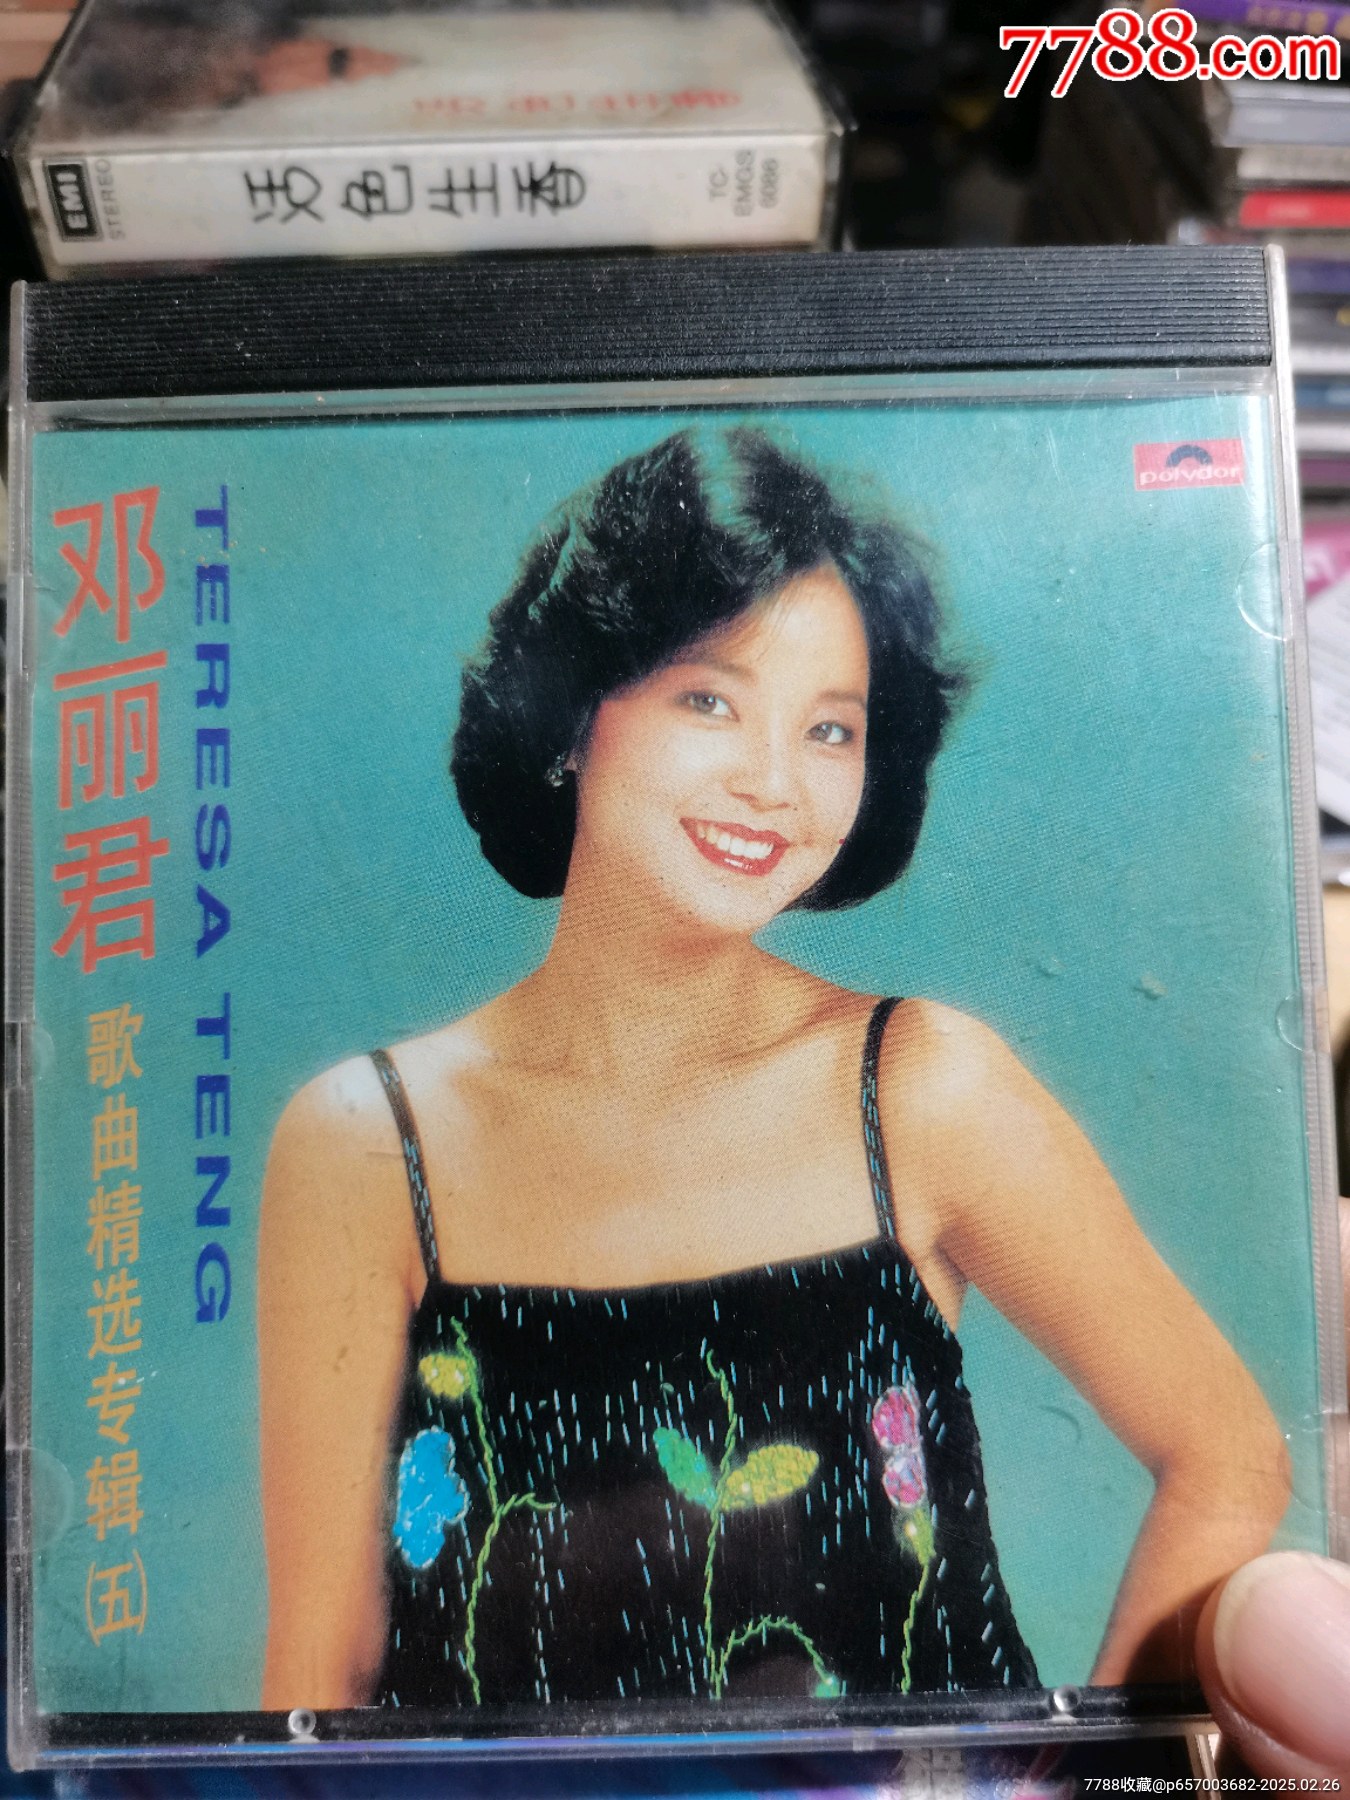 7788.com
EMI
STEREO
活色生香
TC-
EMGS
6086
polydor
邓丽君
TERESA TENG
歌曲精选专辑(五)
7788收藏@p657003682-2025.02.26